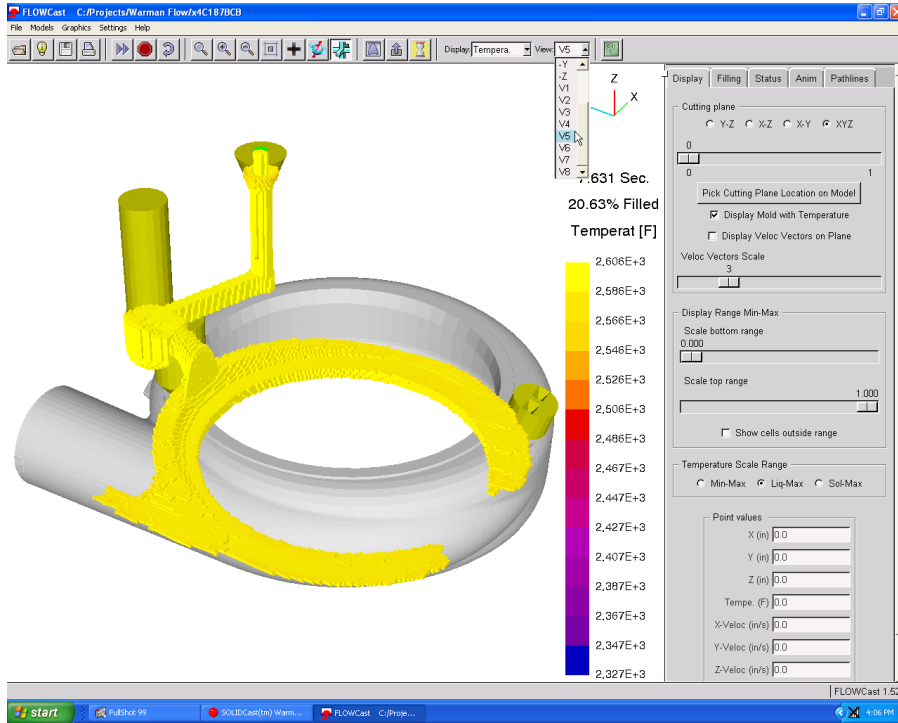 FLOWCast C:/Projects/Warman Flow/x4C187BCB
File Models Graphics Settings Help
Display: Tempera. View: V5
-Y
-Z
V1
V2
V3
V4
V5
V6
V7
V8
Z
X
7.631 Sec.
20.63% Filled
Temperat [F]
2,606E+3
2,586E+3
2,566E+3
2,546E+3
2,526E+3
2,506E+3
2,486E+3
2,467E+3
2,447E+3
2,427E+3
2,407E+3
2,387E+3
2,367E+3
2,347E+3
2,327E+3
Display Filling Status Anim Pathlines
Cutting plane
Y-Z X-Z X-Y XYZ
0
0 1
Pick Cutting Plane Location on Model
Display Mold with Temperature
Display Veloc Vectors on Plane
Veloc Vectors Scale
3
Display Range Min-Max
Scale bottom range
0.000
Scale top range
1.000
Show cells outside range
Temperature Scale Range
Min-Max Liq-Max Sol-Max
Point values
X (in) 0.0
Y (in) 0.0
Z (in) 0.0
Tempe. (F) 0.0
X-Veloc (in/s) 0.0
Y-Veloc (in/s) 0.0
Z-Veloc (in/s) 0.0
FLOWCast 1.52
start FullShot 99 SOLIDCast(tm) Warm... FLOWCast C:/Proje... 4:06 PM